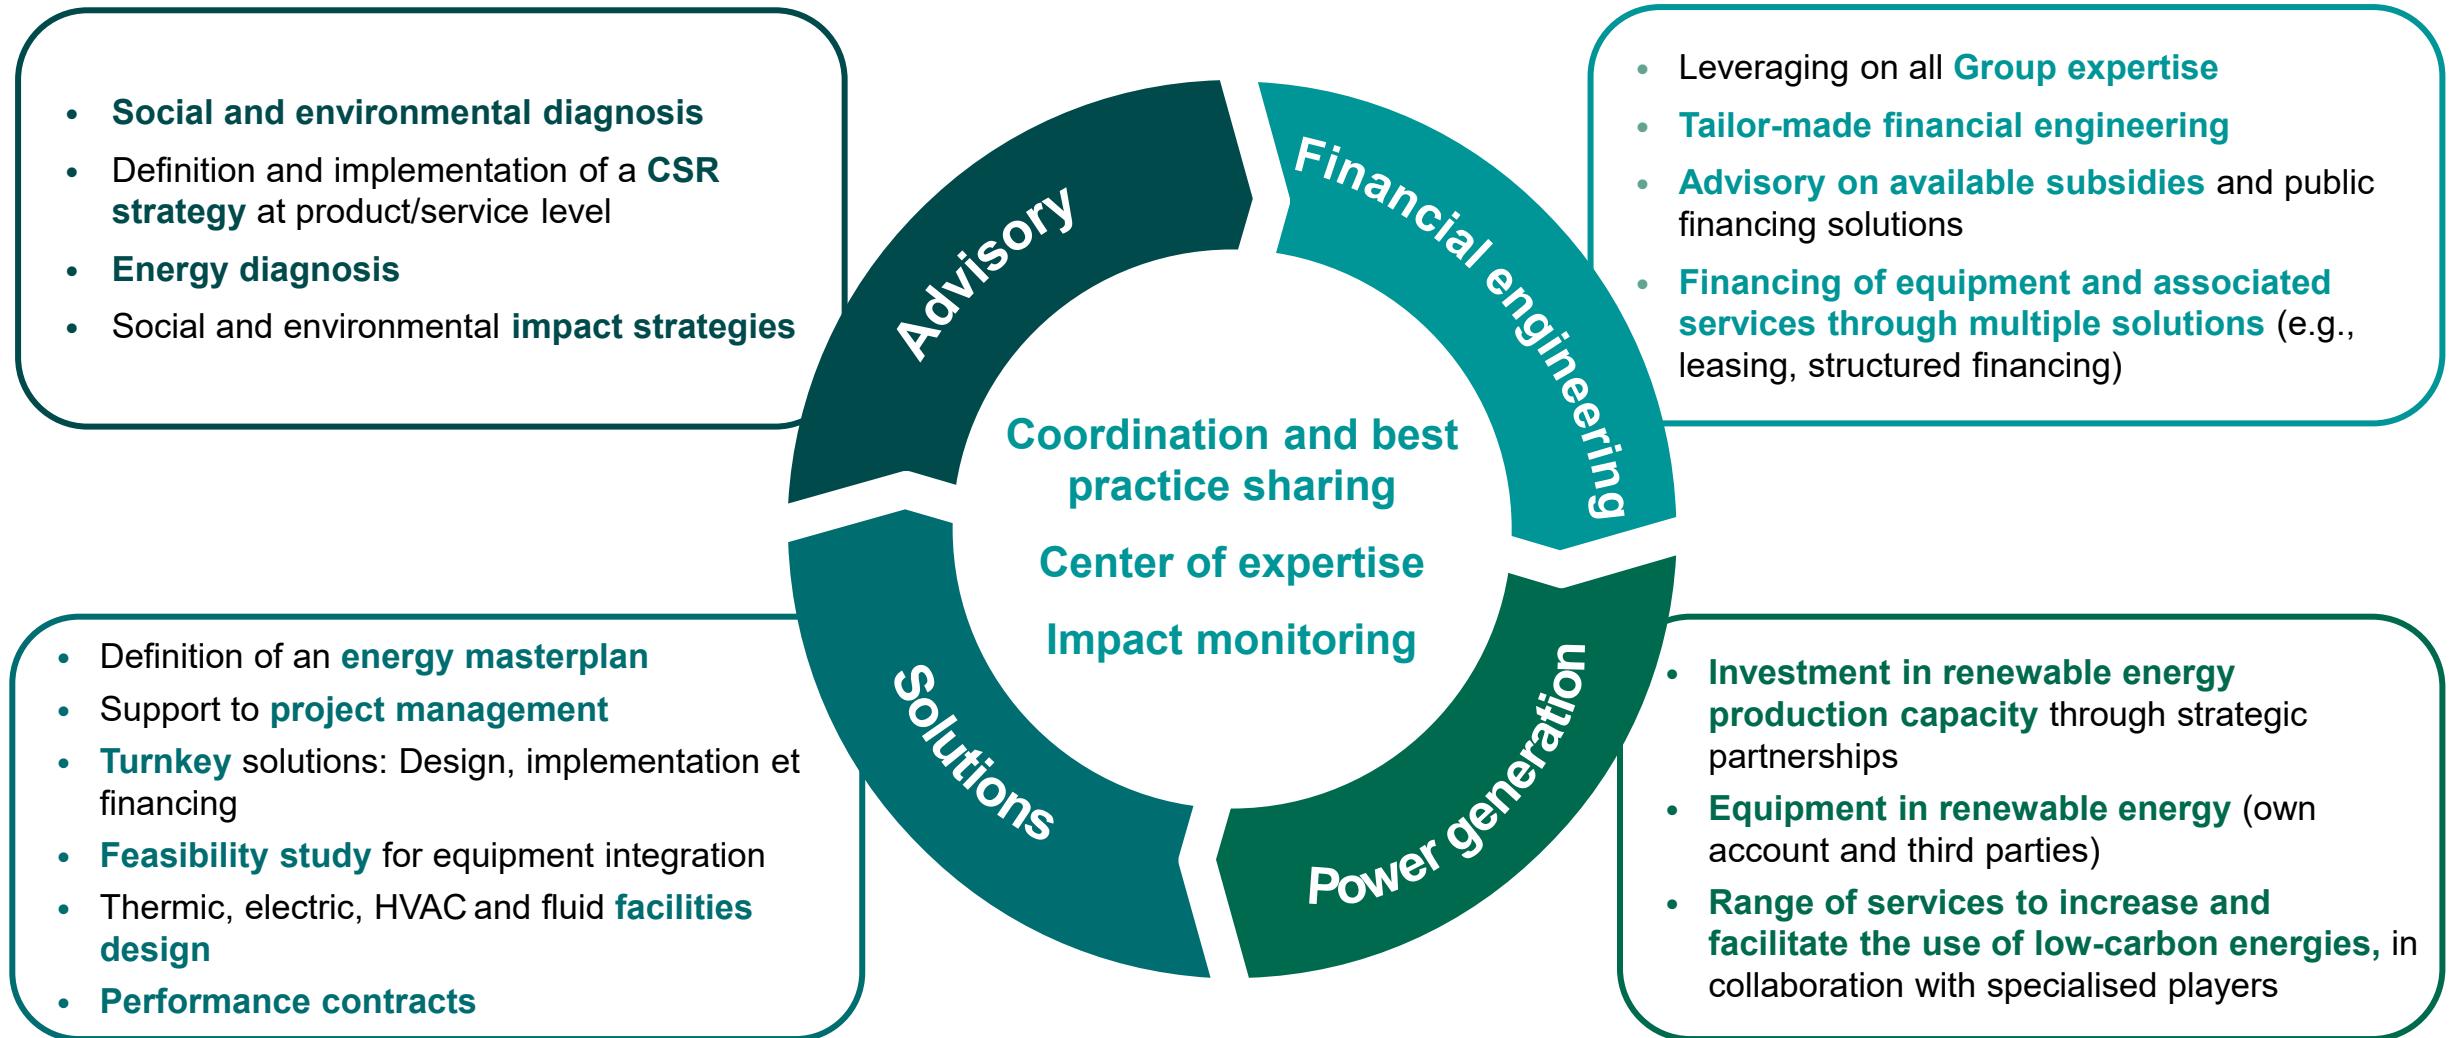 • Social and environmental diagnosis
• Definition and implementation of a CSR
strategy at product/service level
• Energy diagnosis
• Social and environmental impact strategies
Advisory
Financial engineering
• Leveraging on all Group expertise
• Tailor-made financial engineering
• Advisory on available subsidies and public
financing solutions
• Financing of equipment and associated
services through multiple solutions (e.g.,
leasing, structured financing)
Coordination and best
practice sharing
Center of expertise
Impact monitoring
• Definition of an energy masterplan
• Support to project management
• Turnkey solutions: Design, implementation et
financing
• Feasibility study for equipment integration
• Thermic, electric, HVAC and fluid facilities
design
• Performance contracts
Solutions
Power generation
• Investment in renewable energy
production capacity through strategic
partnerships
• Equipment in renewable energy (own
account and third parties)
• Range of services to increase and
facilitate the use of low-carbon energies, in
collaboration with specialised players